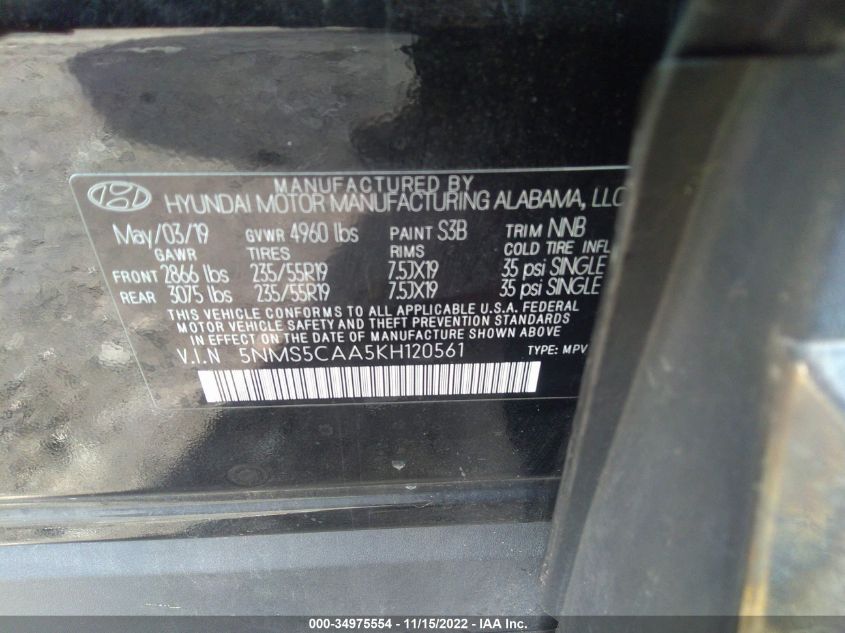 MANUFACTURED BY
HYUNDAI MOTOR MANUFACTURING ALABAMA, LLC
May/03/19 GVWR 4960 lbs PAINT S3B TRIM NNB
GAWR TIRES RIMS COLD TIRE INFL
FRONT 2866 lbs 235/55R19 7.5JX19 35 psi SINGLE
REAR 3075 lbs 235/55R19 7.5JX19 35 psi SINGLE
THIS VEHICLE CONFORMS TO ALL APPLICABLE U.S.A. FEDERAL
MOTOR VEHICLE SAFETY AND BUMPER STANDARDS
IN EFFECT ON THE DATE OF MANUFACTURE SHOWN ABOVE
V.I.N 5NMS5CAA5KH120561 TYPE: MPV
000-34975554 - 11/15/2022 - IAA Inc.